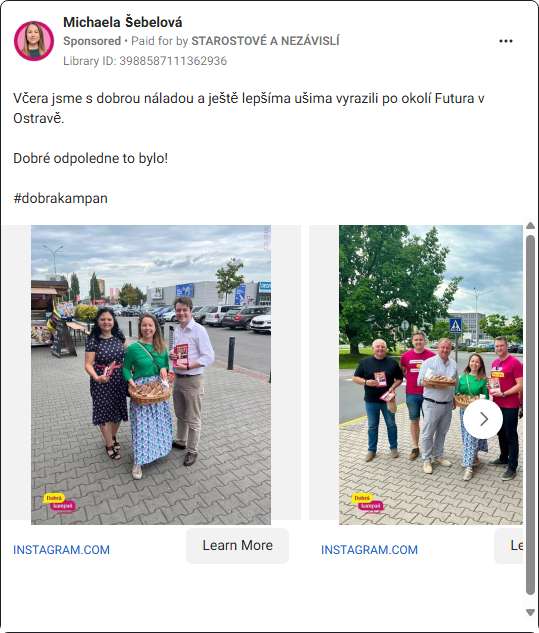 Michaela Šebelová
Sponsored • Paid for by STAROSTOVÉ A NEZÁVISLÍ
Library ID: 3988587111362936
Včera jsme s dobrou náladou a ještě lepšíma ušima vyrazili po okolí Futura v
Ostravě.
Dobré odpoledne to bylo!
#dobrakampan
Dobrá
kampaň
Dobrá
kampaň
INSTAGRAM.COM
Learn More
INSTAGRAM.COM
Le